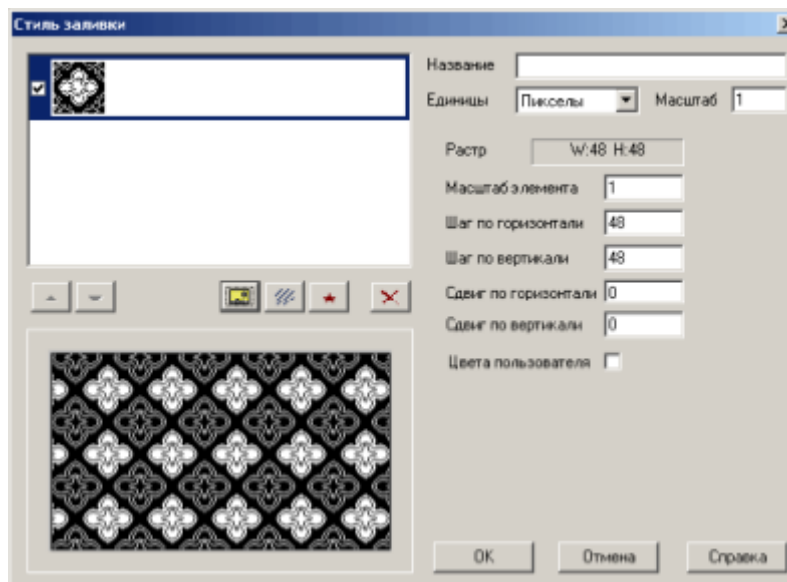 Стиль заливки
Название
Единицы Пикселы Масштаб 1
Растр W:48 H:48
Масштаб элемента 1
Шаг по горизонтали 48
Шаг по вертикали 48
Сдвиг по горизонтали 0
Сдвиг по вертикали 0
Цвета пользователя
OK Отмена Справка